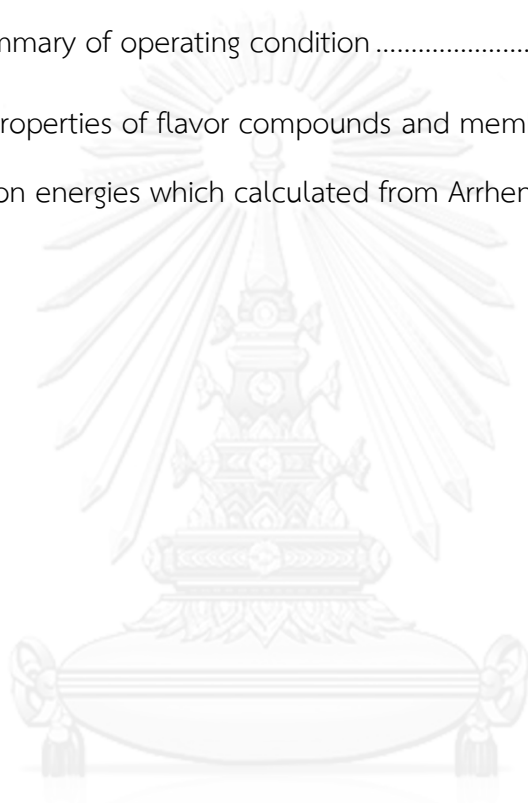 mmary of operating condition .......................
roperties of flavor compounds and mem
on energies which calculated from Arrhen